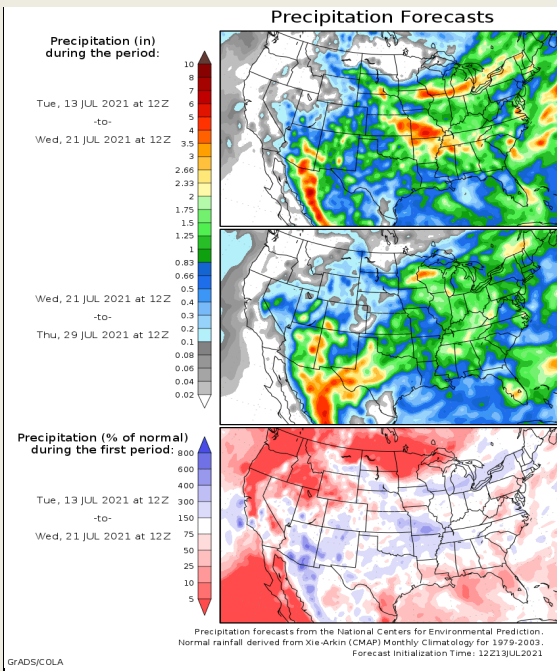 Precipitation Forecasts
Precipitation (in)
during the period:
Tue, 13 JUL 2021 at 12Z
-to-
Wed, 21 JUL 2021 at 12Z
10
8
7
6
5
4
3.5
3
2.66
2.33
2
1.75
1.5
1.25
1
0.83
0.66
0.5
0.4
0.3
0.2
0.1
0.08
0.06
0.04
0.02
Wed, 21 JUL 2021 at 12Z
-to-
Thu, 29 JUL 2021 at 12Z
Precipitation (% of normal)
during the first period:
Tue, 13 JUL 2021 at 12Z
-to-
Wed, 21 JUL 2021 at 12Z
800
600
400
300
150
75
50
25
10
5
Precipitation forecasts from the National Centers for Environmental Prediction.
Normal rainfall derived from Xie-Arkin (CMAP) Monthly Climatology for 1979-2003.
Forecast Initialization Time: 12Z13JUL2021
GrADS/COLA